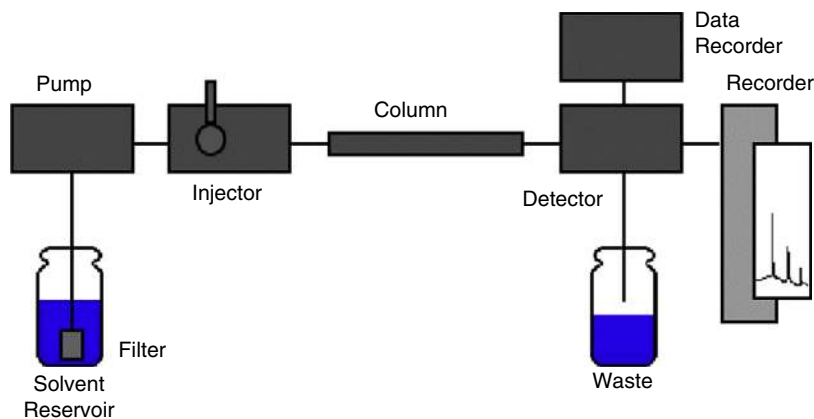 Data
Recorder
Pump
Recorder
Column
Injector
Detector
Filter
Solvent
Reservoir
Waste